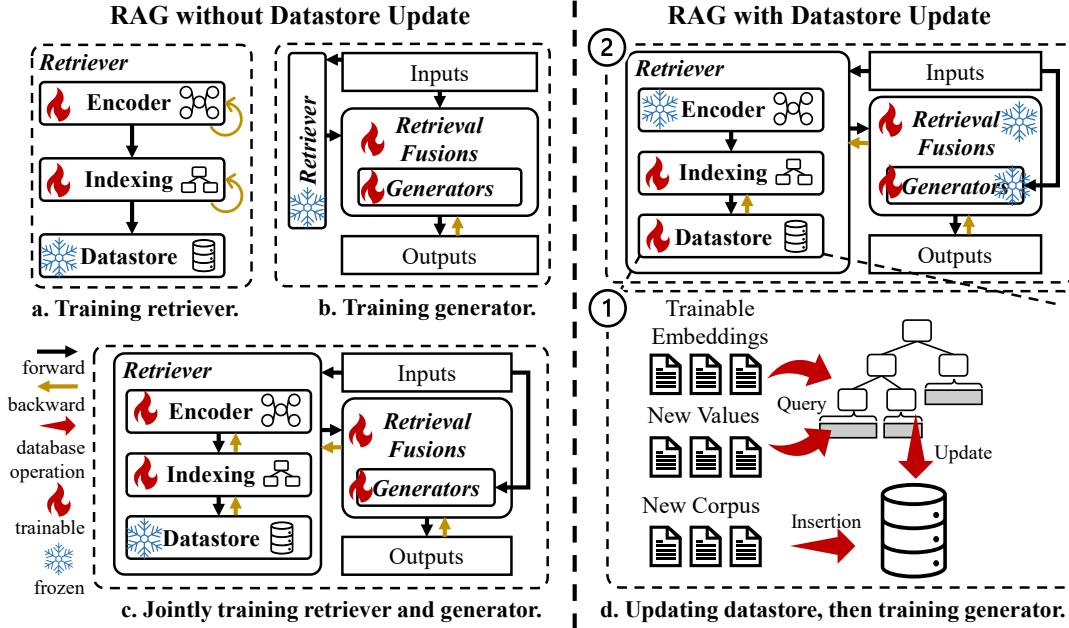 RAG without Datastore Update
Retriever
Encoder
Indexing
Datastore
a. Training retriever.
Retriever
Inputs
Retrieval
Fusions
Generators
Outputs
b. Training generator.
forward
backward
database
operation
trainable
frozen
Retriever
Encoder
Indexing
Datastore
Inputs
Retrieval
Fusions
Generators
Outputs
c. Jointly training retriever and generator.
RAG with Datastore Update
2
Retriever
Encoder
Indexing
Datastore
Inputs
Retrieval
Fusions
Generators
Outputs
1
Trainable
Embeddings
New Values
Query
Update
New Corpus
Insertion
d. Updating datastore, then training generator.